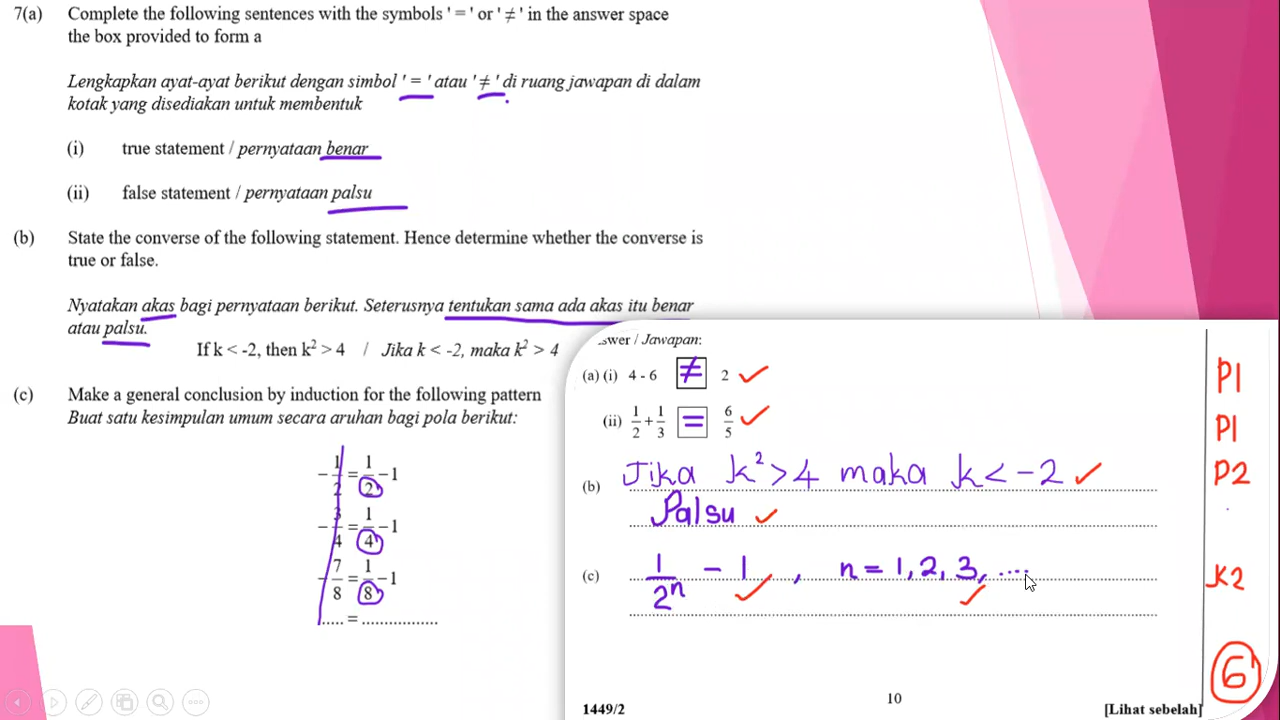 7(a) Complete the following sentences with the symbols ' = ' or ' ≠ ' in the answer space
the box provided to form a
Lengkapkan ayat-ayat berikut dengan simbol ' = ' atau ' ≠ ' di ruang jawapan di dalam
kotak yang disediakan untuk membentuk
(i) true statement / pernyataan benar
(ii) false statement / pernyataan palsu
(b) State the converse of the following statement. Hence determine whether the converse is
true or false.
Nyatakan akas bagi pernyataan berikut. Seterusnya tentukan sama ada akas itu benar
atau palsu.
If k < -2, then k² > 4 / Jika k < -2, maka k² > 4
(c) Make a general conclusion by induction for the following pattern
Buat satu kesimpulan umum secara aruhan bagi pola berikut:
-1/2 = 1/2 - 1
-3/4 = 1/4 - 1
-7/8 = 1/8 - 1
..... = .................
swer / Jawapan:
(a) (i) 4 - 6 ≠ 2 P1
(ii) 1/2 + 1/3 = 6/5 P1
(b) Jika k² > 4 maka k < -2 P2
Palsu
(c) 1/2ⁿ - 1 , n = 1, 2, 3, .... K2
6
1449/2 10 [Lihat sebelah]